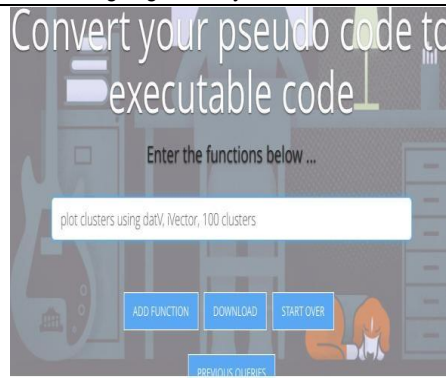 Convert your pseudo code to
executable code
Enter the functions below ...
plot clusters using datV, iVector, 100 clusters
ADD FUNCTION DOWNLOAD START OVER
PREVIOUS QUERIES